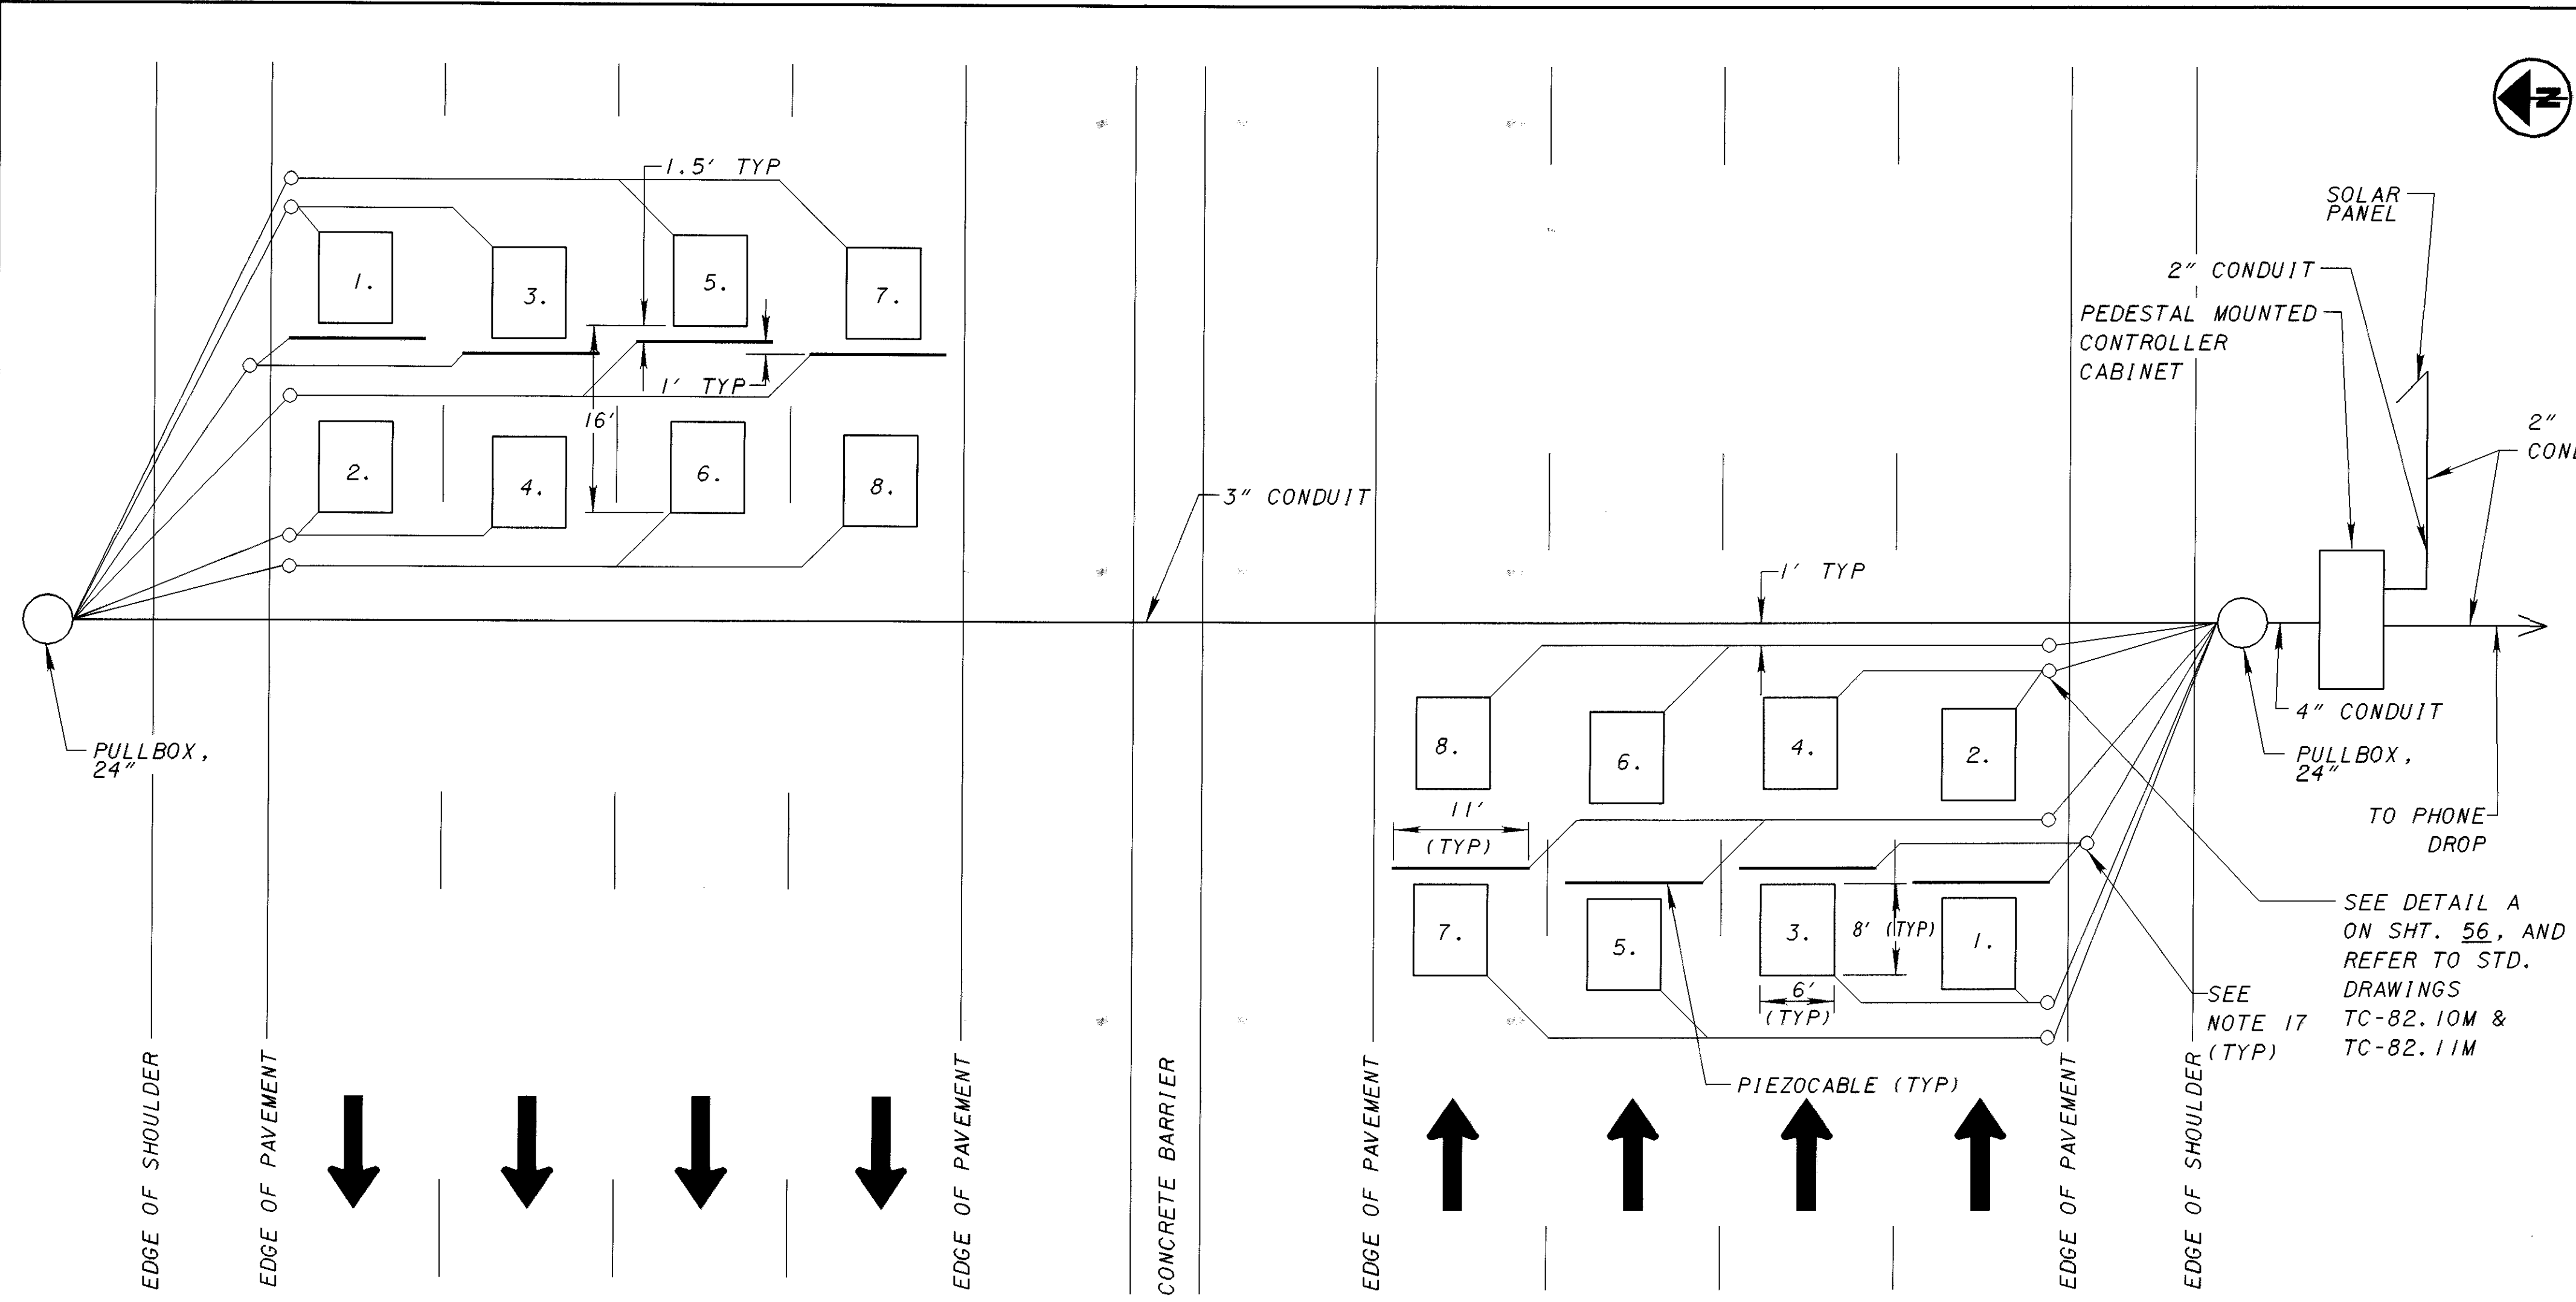 N
1.5' TYP
1.
3.
5.
7.
1' TYP
16'
2.
4.
6.
8.
PULLBOX,
24"
3" CONDUIT
SOLAR
PANEL
2" CONDUIT
PEDESTAL MOUNTED
CONTROLLER
CABINET
2"
1' TYP
4" CONDUIT
PULLBOX,
24"
TO PHONE
DROP
8.
6.
4.
2.
11'
(TYP)
7.
5.
3.
1.
8' (TYP)
6'
(TYP)
PIEZOCABLE (TYP)
SEE DETAIL A
ON SHT. 56, AND
REFER TO STD.
DRAWINGS
TC-82.10M &
TC-82.11M
SEE
NOTE 17
(TYP)
EDGE OF SHOULDER
EDGE OF PAVEMENT
EDGE OF PAVEMENT
CONCRETE BARRIER
EDGE OF PAVEMENT
EDGE OF PAVEMENT
EDGE OF SHOULDER